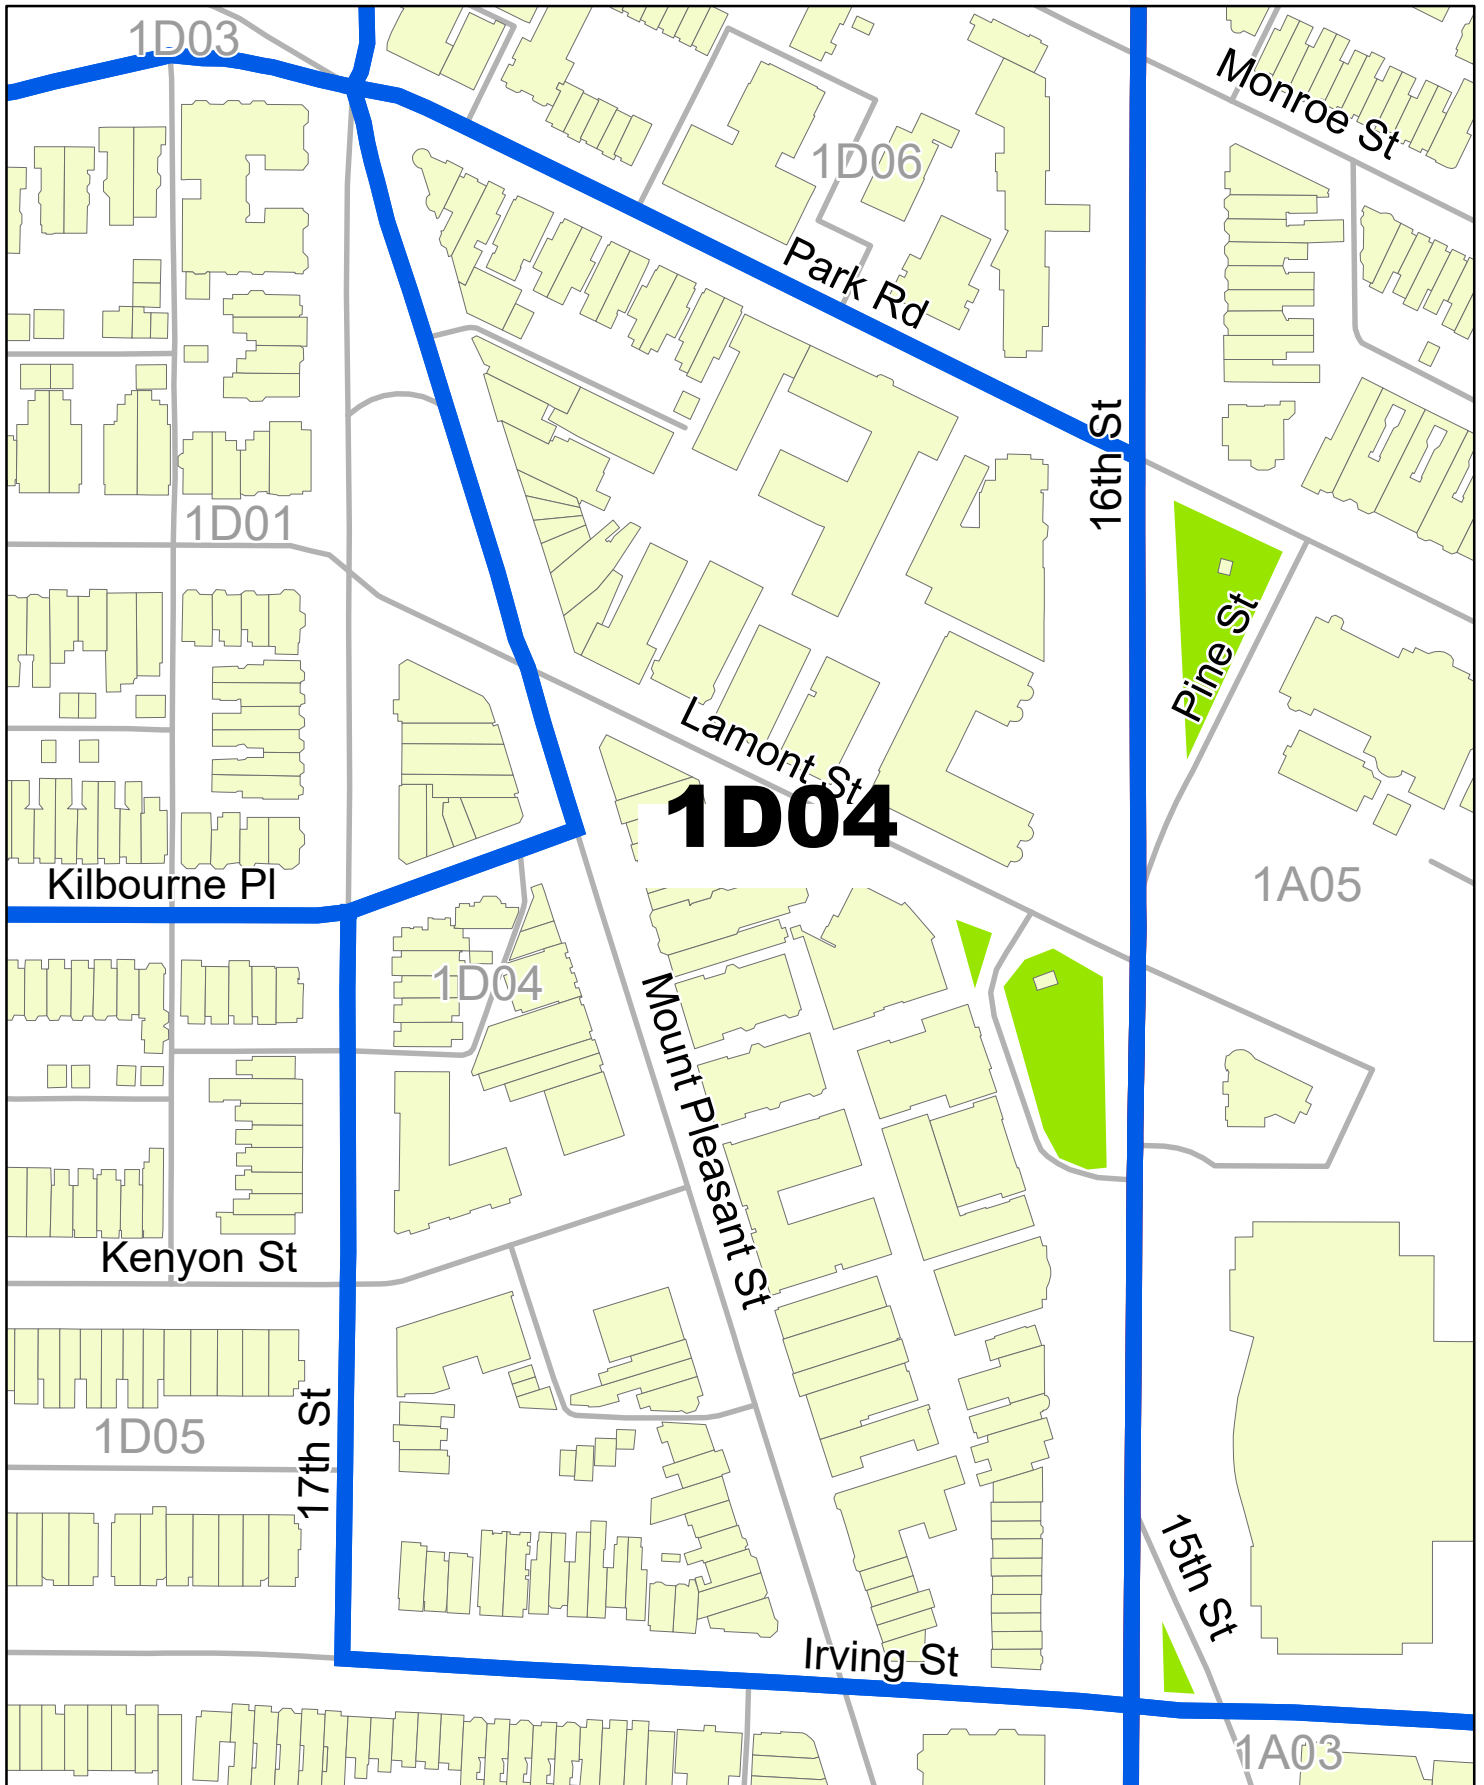 1D03
Monroe St
1D06
Park Rd
16th St
1D01
Pine St
Lamont St
1D04
Kilbourne Pl
1A05
1D04
Mount Pleasant St
Kenyon St
17th St
1D05
15th St
Irving St
1A03